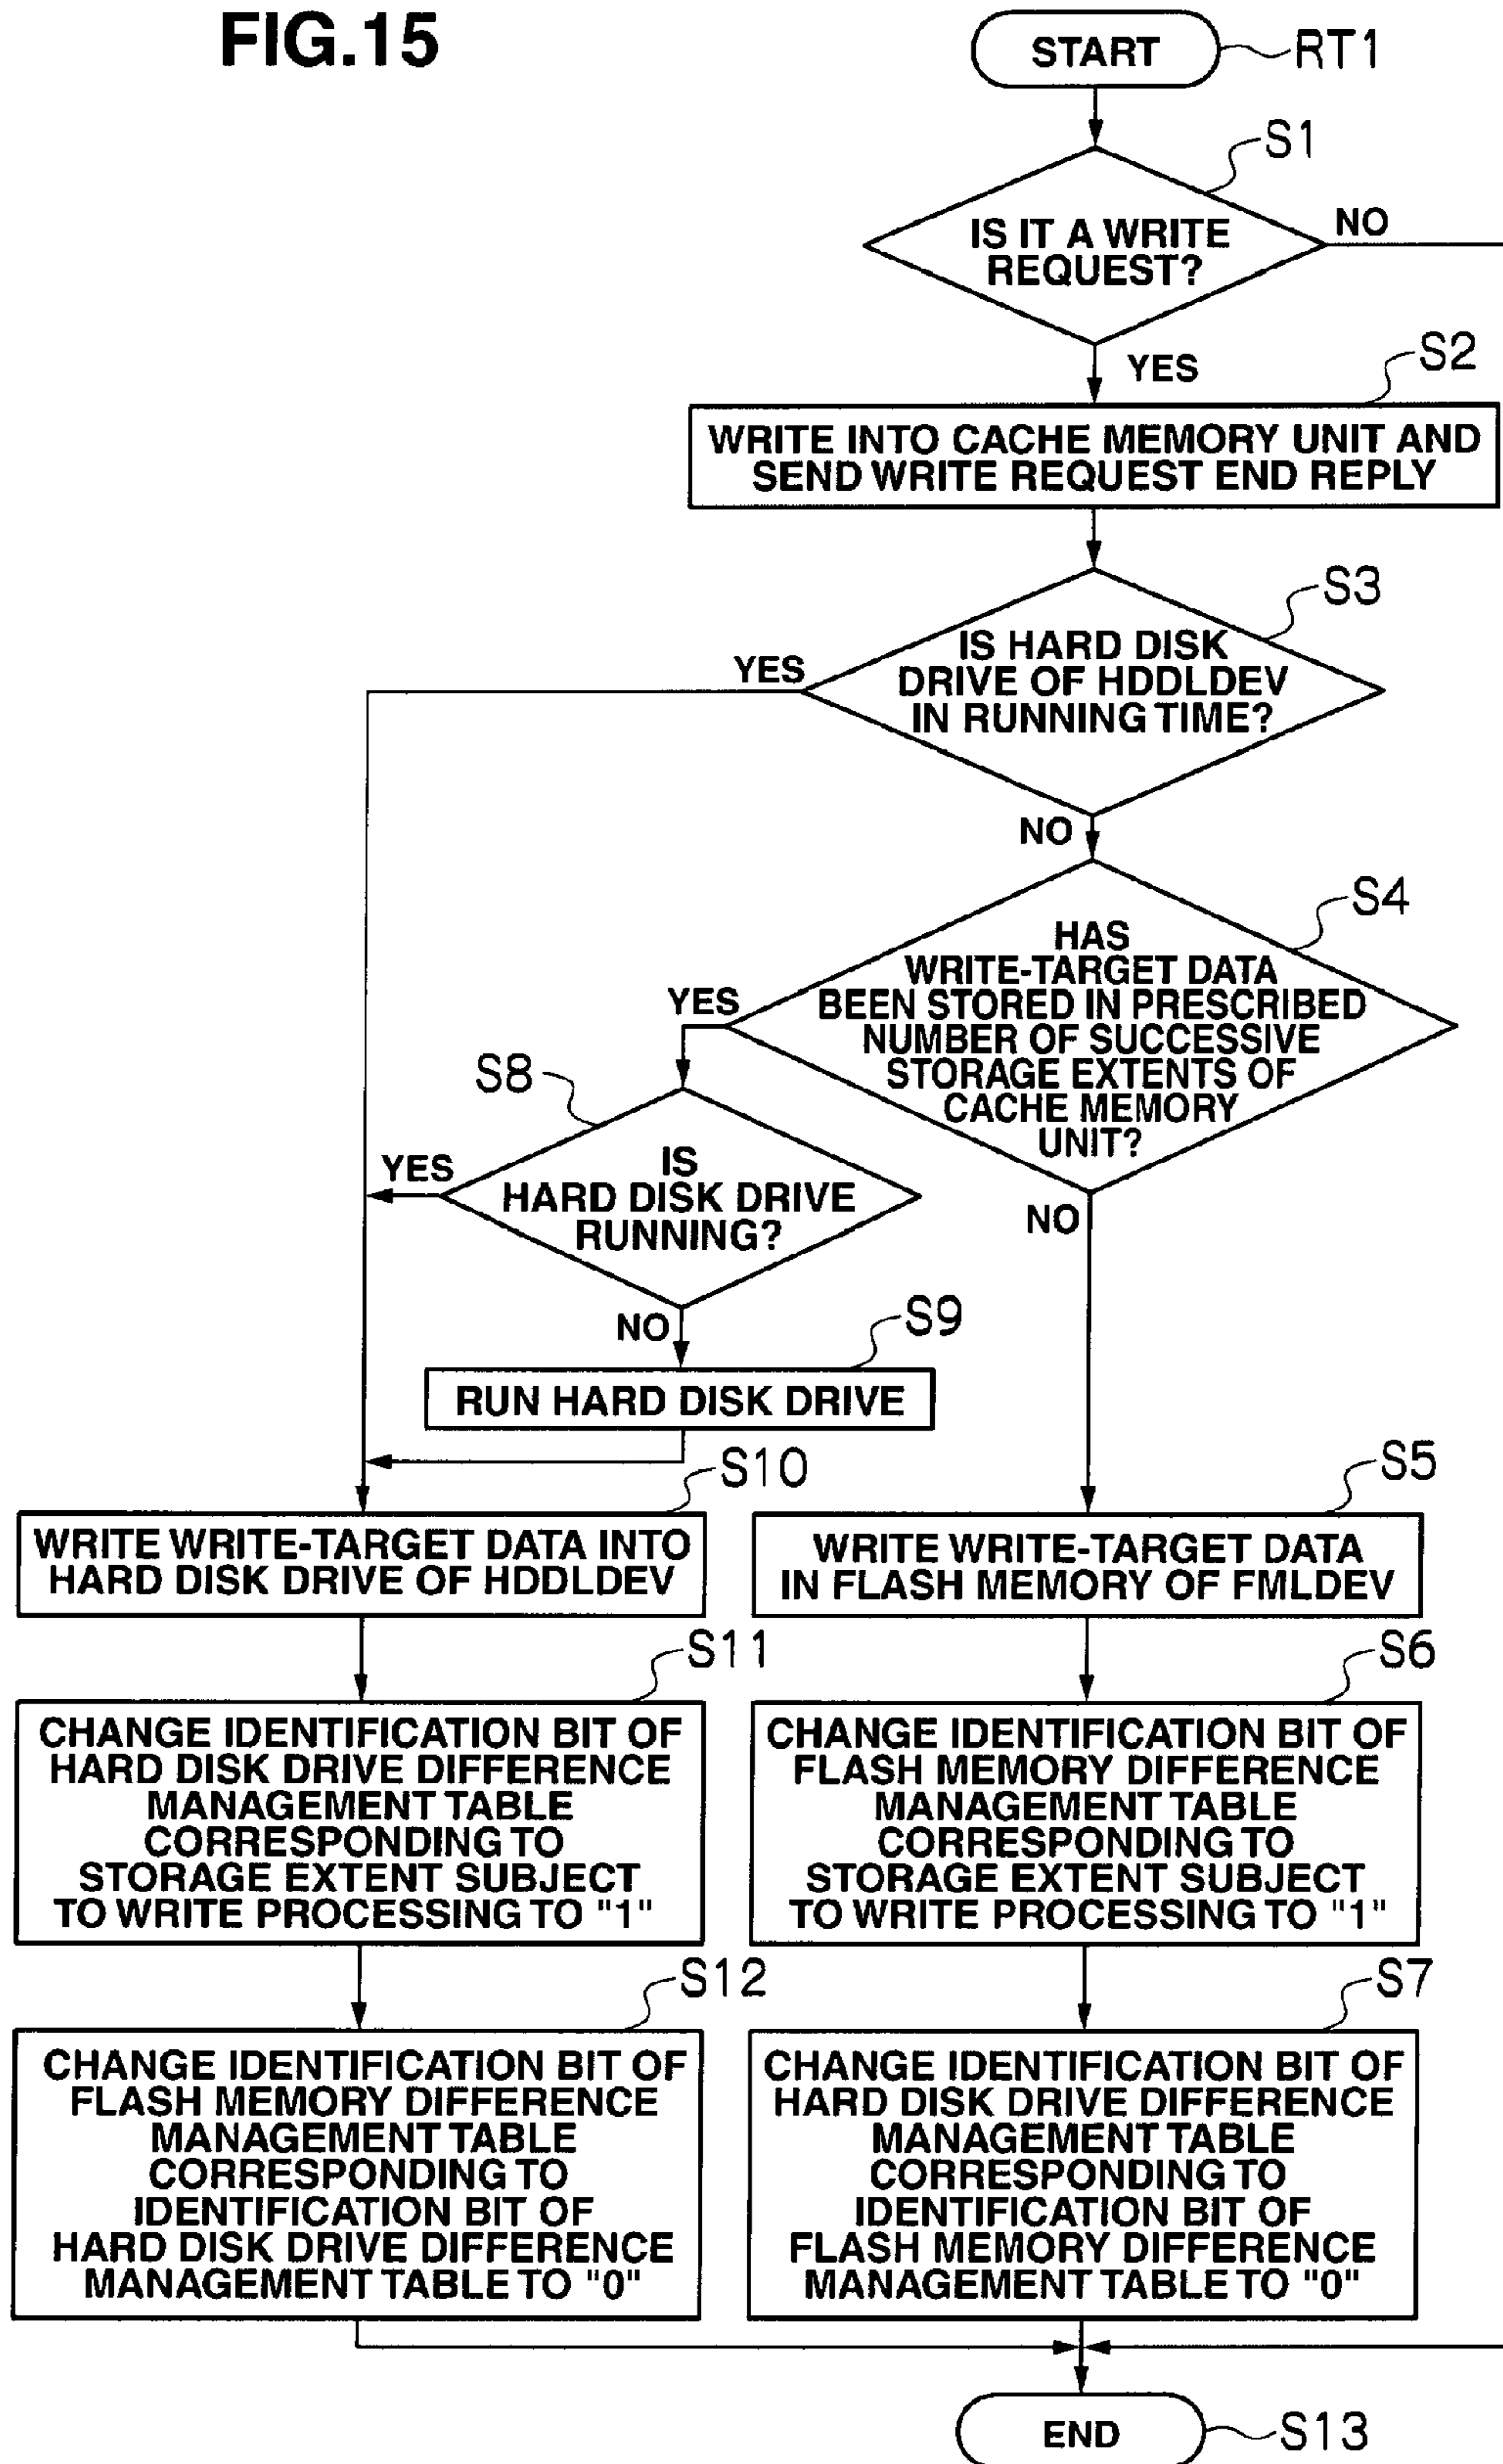 FIG.15
START
RT1
S1
IS IT A WRITE
REQUEST?
NO
YES
S2
WRITE INTO CACHE MEMORY UNIT AND
SEND WRITE REQUEST END REPLY
S3
IS HARD DISK
DRIVE OF HDDLDEV
IN RUNNING TIME?
YES
NO
S4
HAS
WRITE-TARGET DATA
BEEN STORED IN PRESCRIBED
NUMBER OF SUCCESSIVE
STORAGE EXTENTS OF
CACHE MEMORY
UNIT?
YES
NO
S8
IS
HARD DISK DRIVE
RUNNING?
YES
NO
S9
RUN HARD DISK DRIVE
S10
WRITE WRITE-TARGET DATA INTO
HARD DISK DRIVE OF HDDLDEV
S5
WRITE WRITE-TARGET DATA
IN FLASH MEMORY OF FMLDEV
S11
CHANGE IDENTIFICATION BIT OF
HARD DISK DRIVE DIFFERENCE
MANAGEMENT TABLE
CORRESPONDING TO
STORAGE EXTENT SUBJECT
TO WRITE PROCESSING TO "1"
S6
CHANGE IDENTIFICATION BIT OF
FLASH MEMORY DIFFERENCE
MANAGEMENT TABLE
CORRESPONDING TO
STORAGE EXTENT SUBJECT
TO WRITE PROCESSING TO "1"
S12
CHANGE IDENTIFICATION BIT OF
FLASH MEMORY DIFFERENCE
MANAGEMENT TABLE
CORRESPONDING TO
IDENTIFICATION BIT OF
HARD DISK DRIVE DIFFERENCE
MANAGEMENT TABLE TO "0"
S7
CHANGE IDENTIFICATION BIT OF
HARD DISK DRIVE DIFFERENCE
MANAGEMENT TABLE
CORRESPONDING TO
IDENTIFICATION BIT OF
FLASH MEMORY DIFFERENCE
MANAGEMENT TABLE TO "0"
END
S13